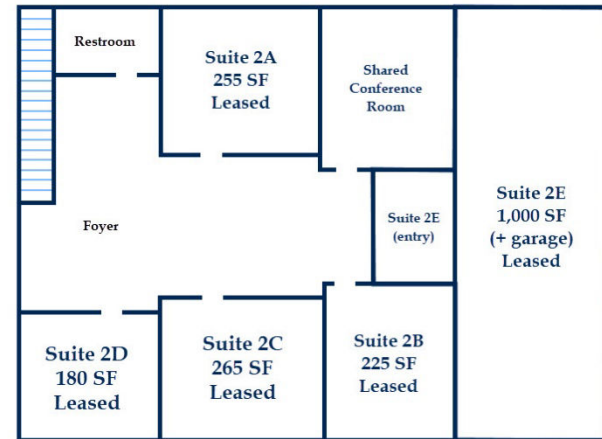 Restroom
Suite 2A
255 SF
Leased
Shared
Conference
Room
Suite 2E
1,000 SF
(+ garage)
Leased
Foyer
Suite 2E
(entry)
Suite 2D
180 SF
Leased
Suite 2C
265 SF
Leased
Suite 2B
225 SF
Leased